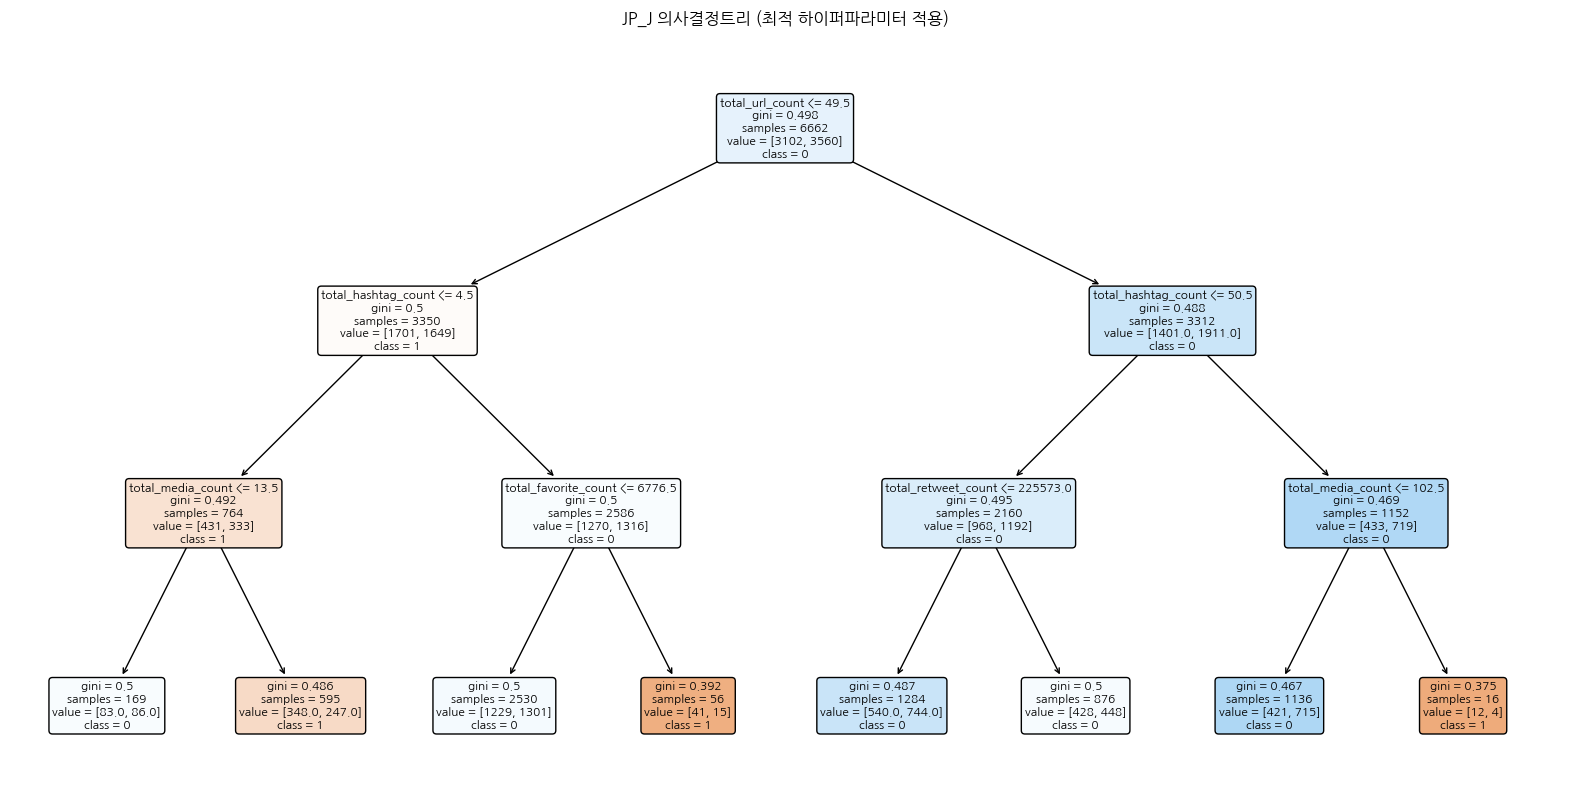 JP_J 의사결정트리 (최적 하이퍼파라미터 적용)
total_url_count <= 49.5
gini = 0.498
samples = 6662
value = [3102, 3560]
class = 0
total_hashtag_count <= 4.5
gini = 0.5
samples = 3350
value = [1701, 1649]
class = 1
total_hashtag_count <= 50.5
gini = 0.488
samples = 3312
value = [1401.0, 1911.0]
class = 0
total_media_count <= 13.5
gini = 0.492
samples = 764
value = [431, 333]
class = 1
total_favorite_count <= 6776.5
gini = 0.5
samples = 2586
value = [1270, 1316]
class = 0
total_retweet_count <= 225573.0
gini = 0.495
samples = 2160
value = [968, 1192]
class = 0
total_media_count <= 102.5
gini = 0.469
samples = 1152
value = [433, 719]
class = 0
gini = 0.5
samples = 169
value = [83.0, 86.0]
class = 0
gini = 0.486
samples = 595
value = [348.0, 247.0]
class = 1
gini = 0.5
samples = 2530
value = [1229, 1301]
class = 0
gini = 0.392
samples = 56
value = [41, 15]
class = 1
gini = 0.487
samples = 1284
value = [540.0, 744.0]
class = 0
gini = 0.5
samples = 876
value = [428, 448]
class = 0
gini = 0.467
samples = 1136
value = [421, 715]
class = 0
gini = 0.375
samples = 16
value = [12, 4]
class = 1